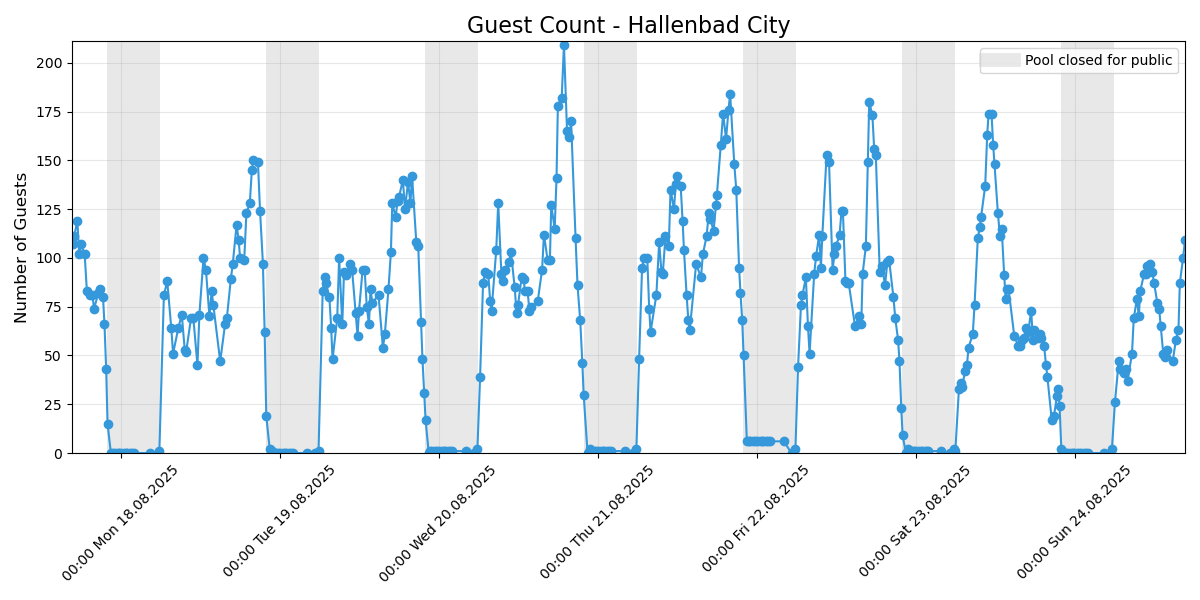 Guest Count - Hallenbad City
Pool closed for public
Number of Guests
200
175
150
125
100
75
50
25
0
00:00 Mon 18.08.2025
00:00 Tue 19.08.2025
00:00 Wed 20.08.2025
00:00 Thu 21.08.2025
00:00 Fri 22.08.2025
00:00 Sat 23.08.2025
00:00 Sun 24.08.2025